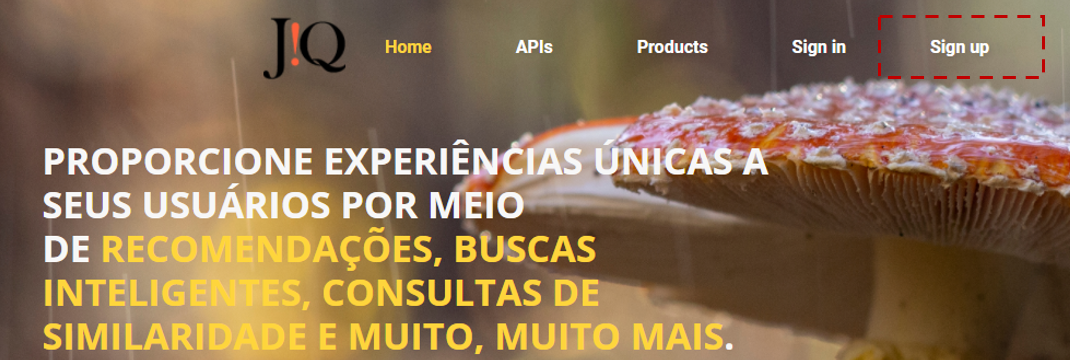 J!Q
Home APIs Products Sign in Sign up
PROPORCIONE EXPERIÊNCIAS ÚNICAS A
SEUS USUÁRIOS POR MEIO
DE RECOMENDAÇÕES, BUSCAS
INTELIGENTES, CONSULTAS DE
SIMILARIDADE E MUITO, MUITO MAIS.